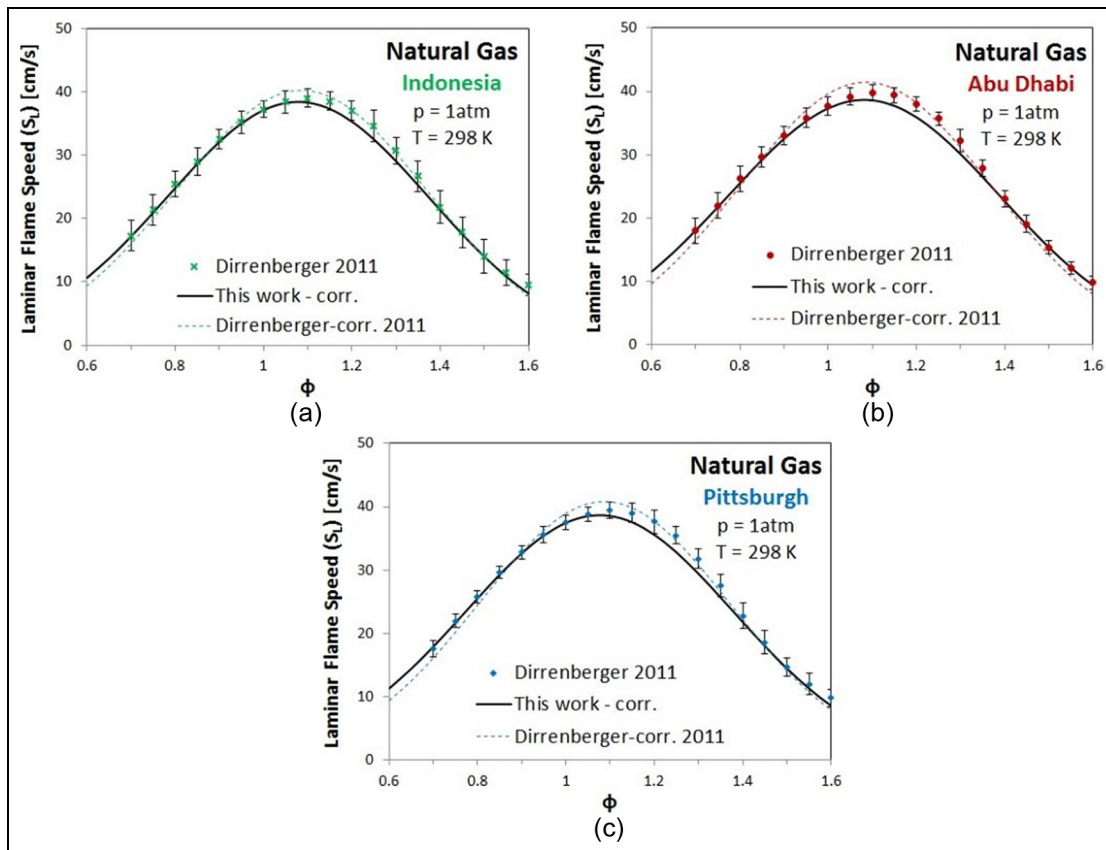 50
40
30
20
10
0
Laminar Flame Speed (SL) [cm/s]
Natural Gas
Indonesia
p = 1atm
T = 298 K
Dirrenberger 2011
This work - corr.
Dirrenberger-corr. 2011
0.6 0.8 1 1.2 1.4 1.6
Φ
(a)
50
40
30
20
10
0
Laminar Flame Speed (SL) [cm/s]
Natural Gas
Abu Dhabi
p = 1atm
T = 298 K
Dirrenberger 2011
This work - corr.
Dirrenberger-corr. 2011
0.6 0.8 1 1.2 1.4 1.6
Φ
(b)
50
40
30
20
10
0
Laminar Flame Speed (SL) [cm/s]
Natural Gas
Pittsburgh
p = 1atm
T = 298 K
Dirrenberger 2011
This work - corr.
Dirrenberger-corr. 2011
0.6 0.8 1 1.2 1.4 1.6
Φ
(c)